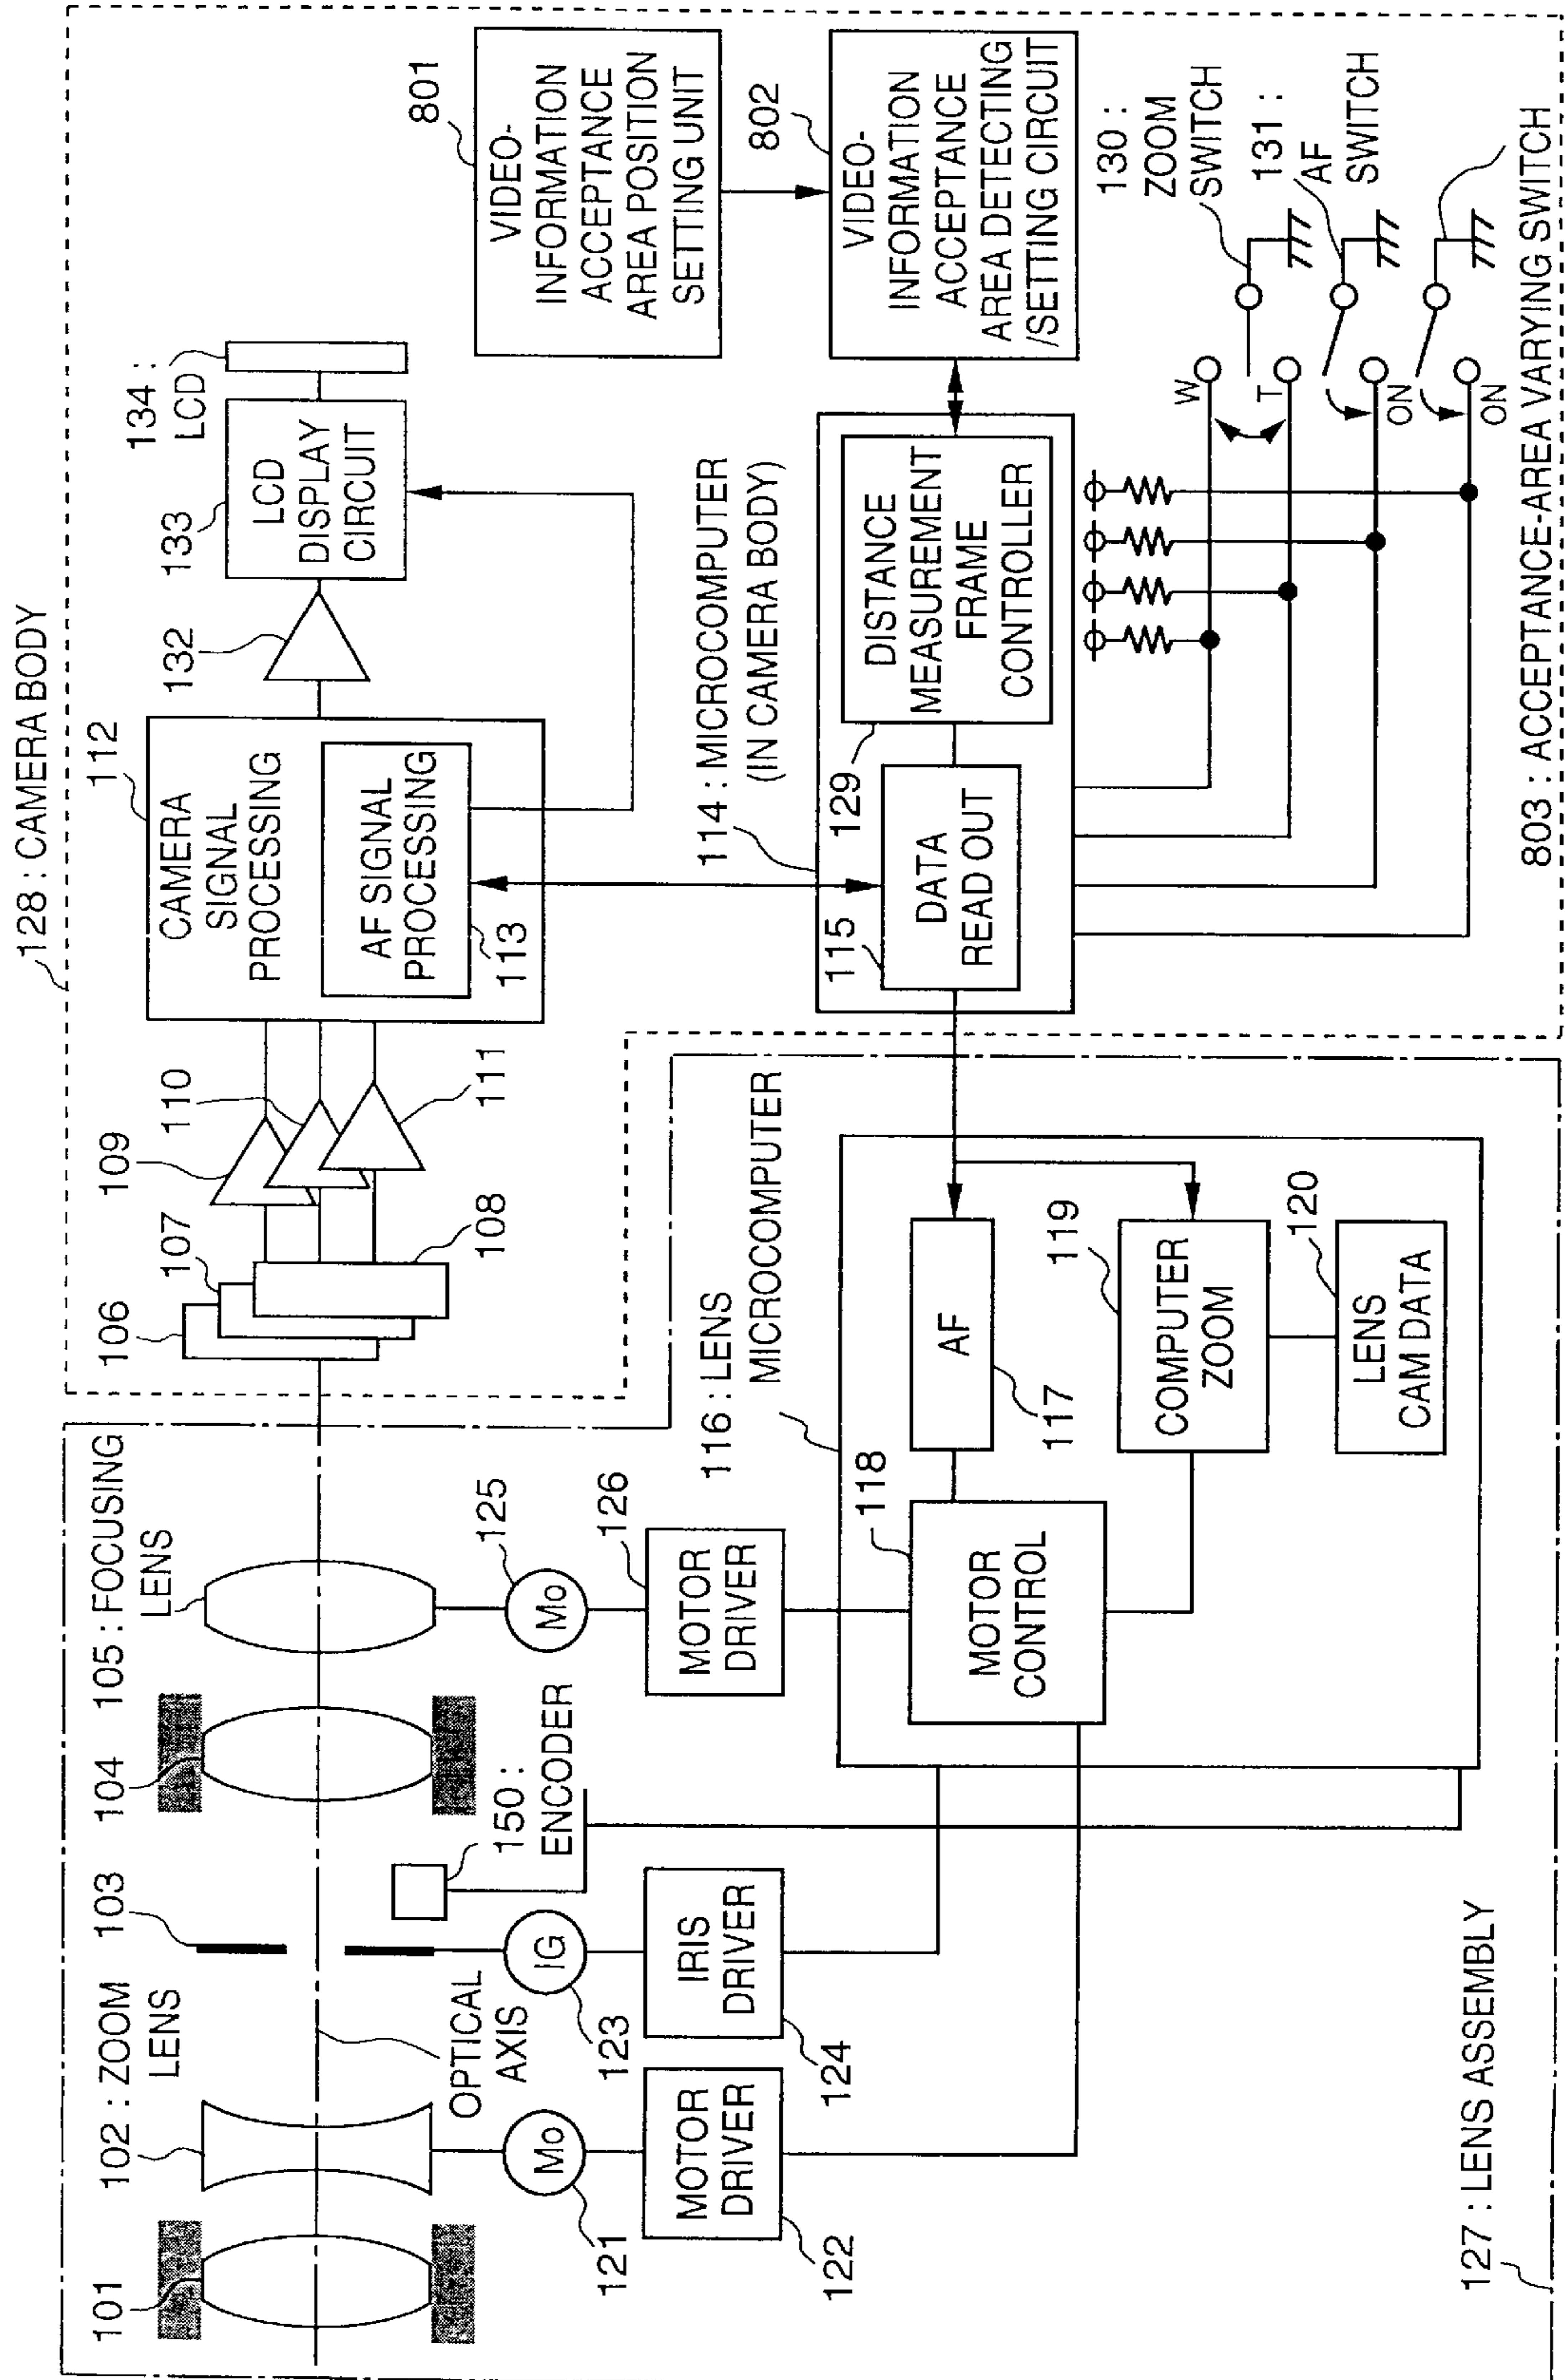 128 : CAMERA BODY
127 : LENS ASSEMBLY
101
102 : ZOOM
LENS
103
104
105 : FOCUSING
LENS
OPTICAL
AXIS
150 :
ENCODER
Mo
121
MOTOR
DRIVER
122
IG
123
IRIS
DRIVER
124
Mo
125
MOTOR
DRIVER
126
116 : LENS
MICROCOMPUTER
118
MOTOR
CONTROL
AF
117
COMPUTER
ZOOM
119
LENS
CAM DATA
120
106
107
108
109
110
111
112
CAMERA
SIGNAL
PROCESSING
AF SIGNAL
PROCESSING
113
132
133
LCD
DISPLAY
CIRCUIT
134 :
LCD
114 : MICROCOMPUTER
(IN CAMERA BODY)
115
DATA
READ OUT
129
DISTANCE
MEASUREMENT
FRAME
CONTROLLER
801
VIDEO-
INFORMATION
ACCEPTANCE
AREA POSITION
SETTING UNIT
802
VIDEO-
INFORMATION
ACCEPTANCE
AREA DETECTING
/SETTING CIRCUIT
130 :
ZOOM
SWITCH
131 :
AF
SWITCH
W
T
ON
ON
803 : ACCEPTANCE-AREA VARYING SWITCH